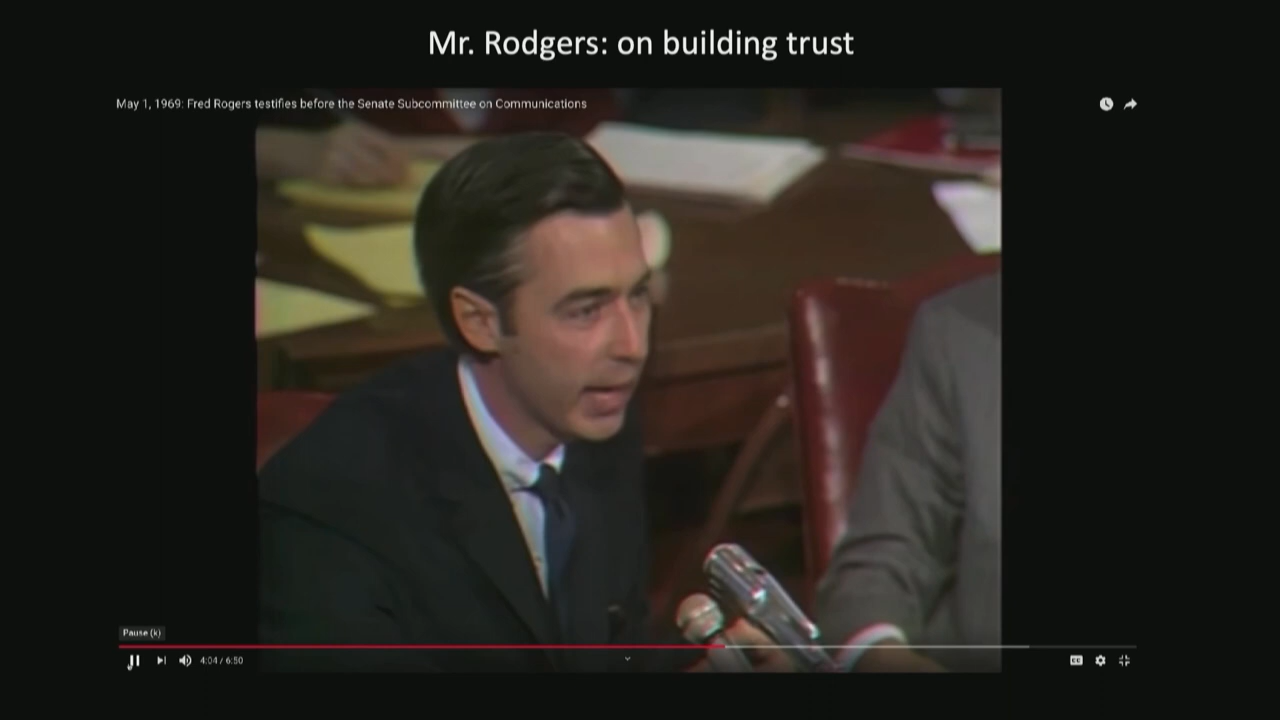 Mr. Rodgers: on building trust
May 1, 1969: Fred Rogers testifies before the Senate Subcommittee on Communications
Pause (k)
4:04 / 6:50
CC